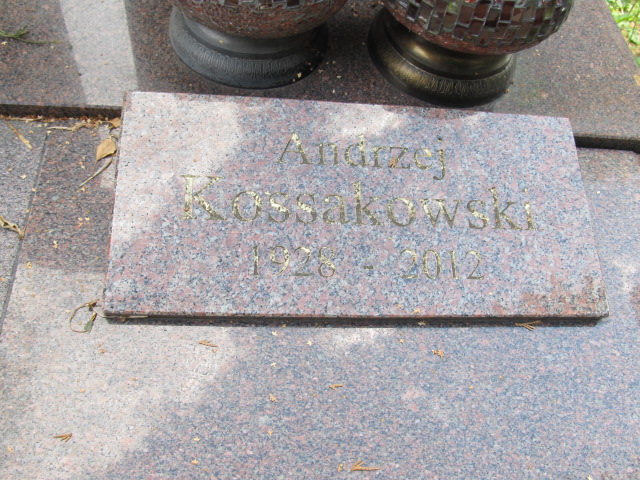 Andrzej
Kossakowski
1928 - 2012